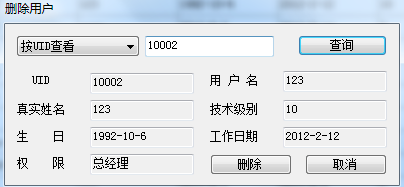 删除用户
按UID查看 10002 查询
UID 10002 用 户 名 123
真实姓名 123 技术级别 10
生 日 1992-10-6 工作日期 2012-2-12
权 限 总经理 删除 取消